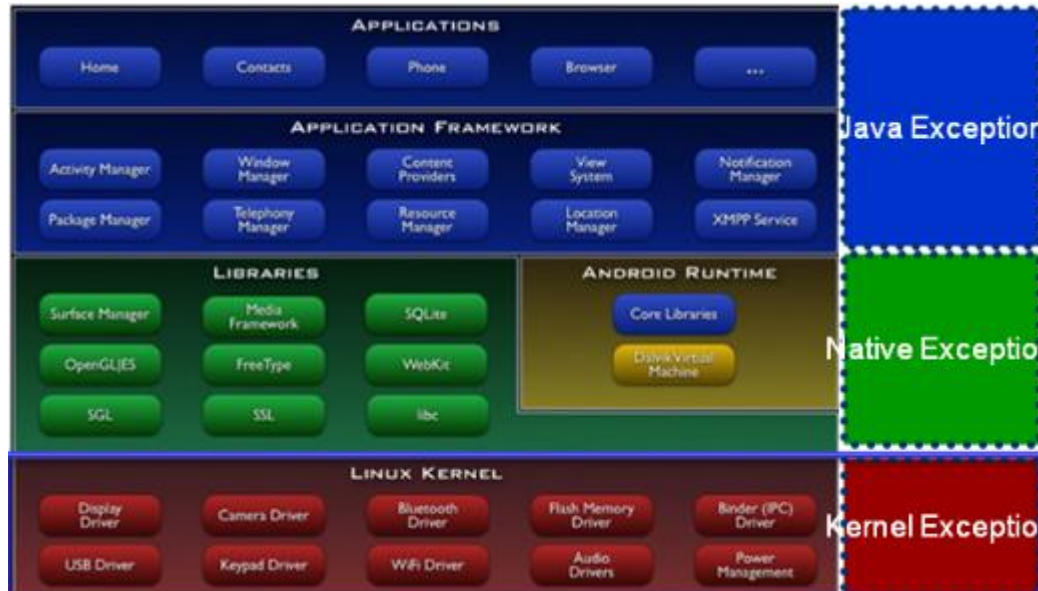 APPLICATIONS
Home Contacts Phone Browser ...
Java Exception
APPLICATION FRAMEWORK
Activity Manager
Window
Manager
Content
Providers
View
System
Notification
Manager
Package Manager
Telephony
Manager
Resource
Manager
Location
Manager
XMPP Service
LIBRARIES
Surface Manager
Media
Framework
SQLite
OpenGL|ES
FreeType
WebKit
SGL
SSL
libc
ANDROID RUNTIME
Core Libraries
Dalvik Virtual
Machine
Native Exceptio
LINUX KERNEL
Display
Driver
Camera Driver
Bluetooth
Driver
Flash Memory
Driver
Binder (IPC)
Driver
USB Driver
Keypad Driver
WiFi Driver
Audio
Drivers
Power
Management
Kernel Exceptio